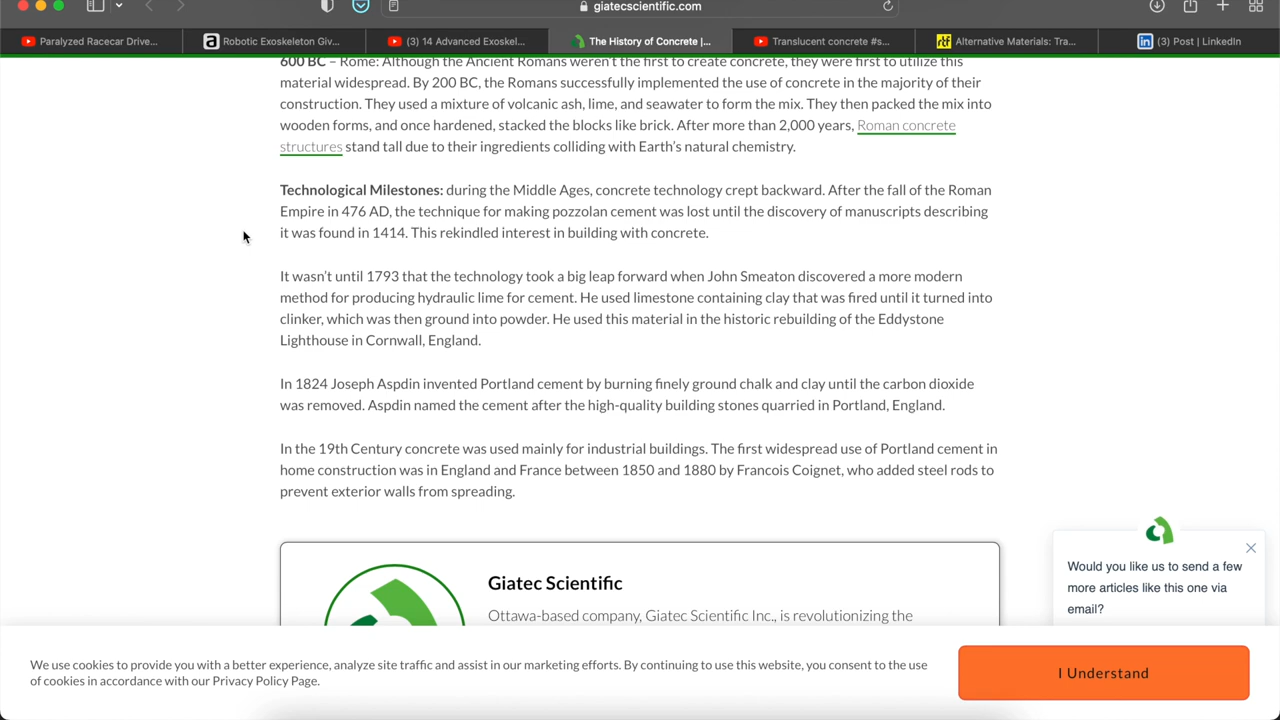 giatecscientific.com
Paralyzed Racecar Drive...
Robotic Exoskeleton Giv...
(3) 14 Advanced Exoskel...
The History of Concrete |...
Translucent concrete #s...
Alternative Materials: Tra...
(3) Post | LinkedIn
600 BC – Rome: Although the Ancient Romans weren't the first to create concrete, they were first to utilize this
material widespread. By 200 BC, the Romans successfully implemented the use of concrete in the majority of their
construction. They used a mixture of volcanic ash, lime, and seawater to form the mix. They then packed the mix into
wooden forms, and once hardened, stacked the blocks like brick. After more than 2,000 years, Roman concrete
structures stand tall due to their ingredients colliding with Earth's natural chemistry.
Technological Milestones: during the Middle Ages, concrete technology crept backward. After the fall of the Roman
Empire in 476 AD, the technique for making pozzolan cement was lost until the discovery of manuscripts describing
it was found in 1414. This rekindled interest in building with concrete.
It wasn't until 1793 that the technology took a big leap forward when John Smeaton discovered a more modern
method for producing hydraulic lime for cement. He used limestone containing clay that was fired until it turned into
clinker, which was then ground into powder. He used this material in the historic rebuilding of the Eddystone
Lighthouse in Cornwall, England.
In 1824 Joseph Aspdin invented Portland cement by burning finely ground chalk and clay until the carbon dioxide
was removed. Aspdin named the cement after the high-quality building stones quarried in Portland, England.
In the 19th Century concrete was used mainly for industrial buildings. The first widespread use of Portland cement in
home construction was in England and France between 1850 and 1880 by Francois Coignet, who added steel rods to
prevent exterior walls from spreading.
Giatec Scientific
Ottawa-based company, Giatec Scientific Inc., is revolutionizing the
Would you like us to send a few
more articles like this one via
email?
We use cookies to provide you with a better experience, analyze site traffic and assist in our marketing efforts. By continuing to use this website, you consent to the use
of cookies in accordance with our Privacy Policy Page.
I Understand